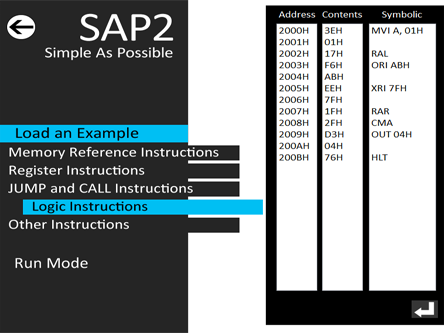 SAP2
Simple As Possible
Load an Example
Memory Reference Instructions
Register Instructions
JUMP and CALL Instructions
Logic Instructions
Other Instructions
Run Mode
Address Contents Symbolic
2000H 3EH MVI A, 01H
2001H 01H
2002H 17H RAL
2003H F6H ORI ABH
2004H ABH
2005H EEH XRI 7FH
2006H 7FH
2007H 1FH RAR
2008H 2FH CMA
2009H D3H OUT 04H
200AH 04H
200BH 76H HLT